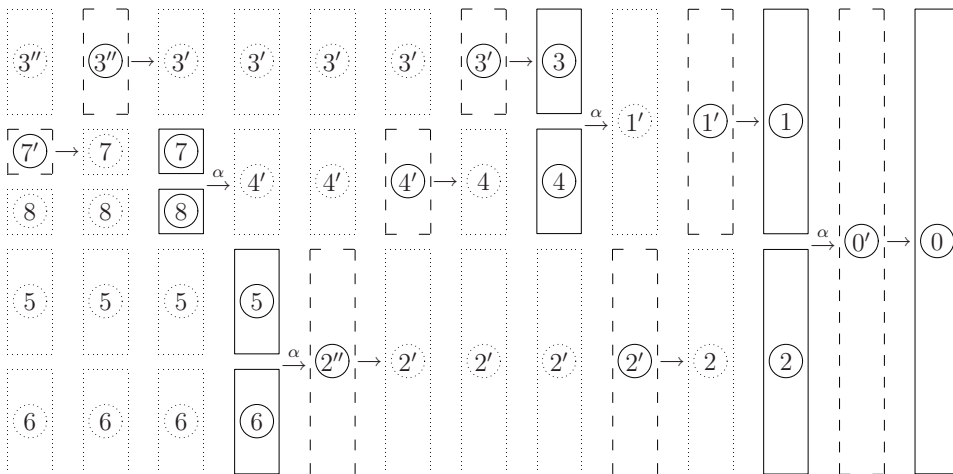 3″ 3″ → 3′ 3′ 3′ 3′ 3′ → 3
α → 1′ 1′ → 1
7′ → 7 7
α → 4′ 4′ 4′ → 4 4
8 8 8
α → 0′ → 0
5 5 5 5
α → 2″ → 2′ 2′ 2′ 2′ → 2 2
6 6 6 6